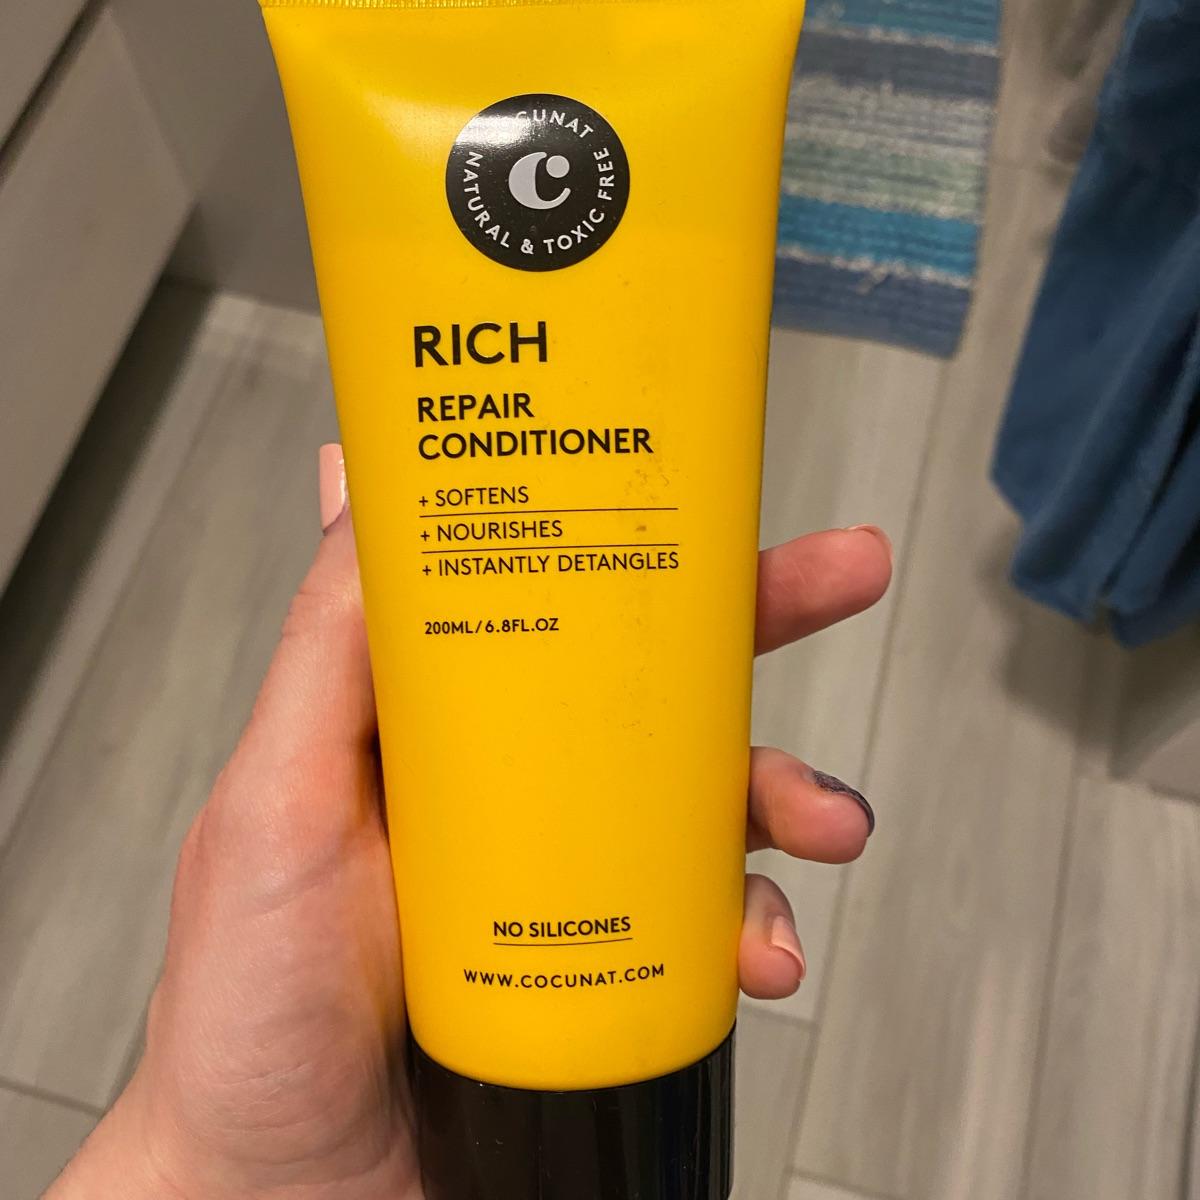 CUNAT
NATURAL & TOXIC FREE
c
RICH
REPAIR
CONDITIONER
+ SOFTENS
+ NOURISHES
+ INSTANTLY DETANGLES
200ML/6.8FL.OZ
NO SILICONES
WWW.COCUNAT.COM